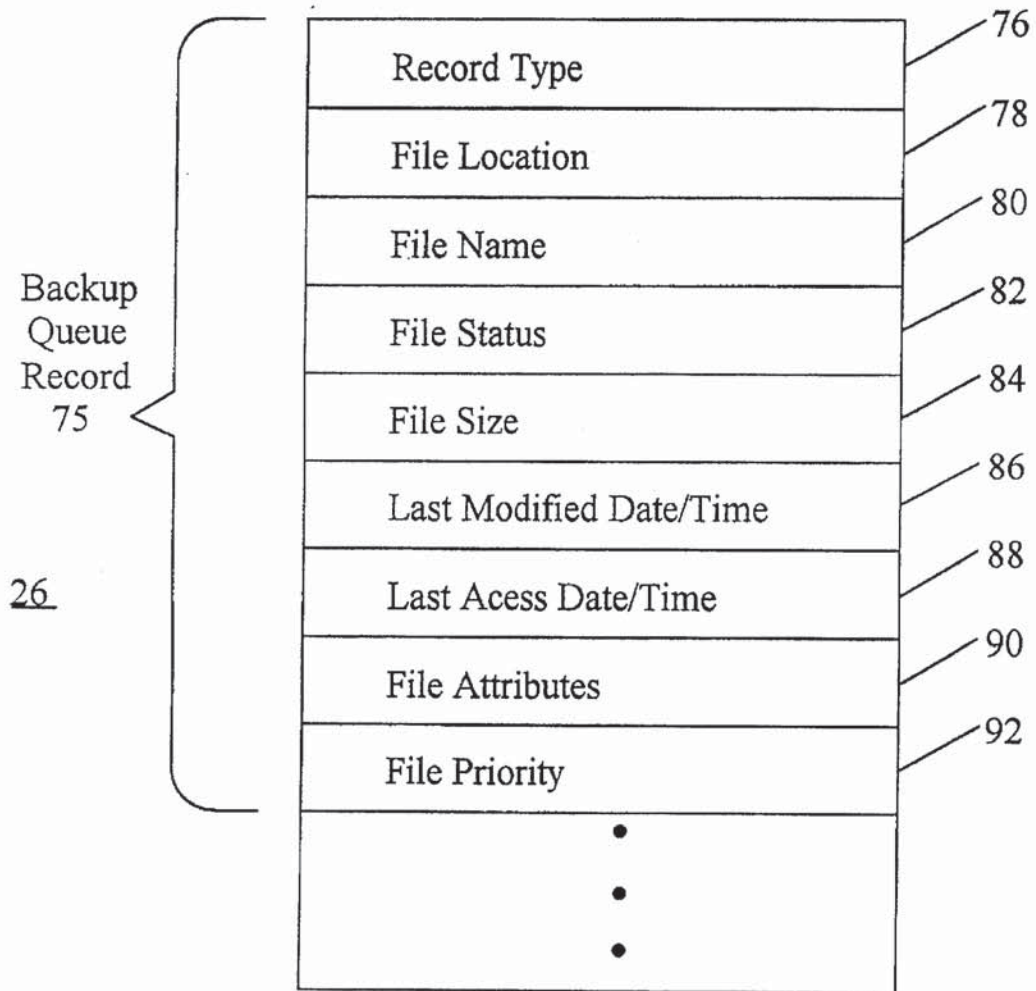 76
Record Type
78
File Location
80
File Name
82
File Status
84
File Size
86
Last Modified Date/Time
88
Last Acess Date/Time
90
File Attributes
92
File Priority
Backup
Queue
Record
75
26